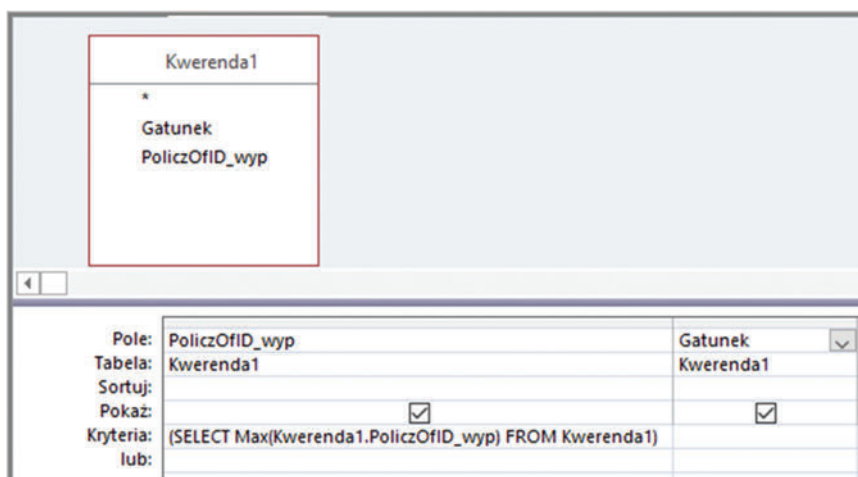 Kwerenda1
*
Gatunek
PoliczOfID_wyp
Pole: PoliczOfID_wyp Gatunek
Tabela: Kwerenda1 Kwerenda1
Sortuj:
Pokaż:
Kryteria: (SELECT Max(Kwerenda1.PoliczOfID_wyp) FROM Kwerenda1)
lub: